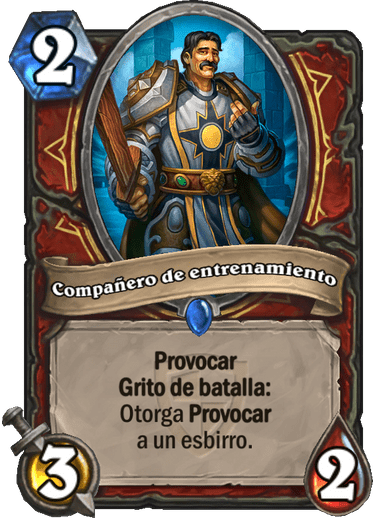 2
Compañero de entrenamiento
Provocar
Grito de batalla:
Otorga Provocar
a un esbirro.
3
2